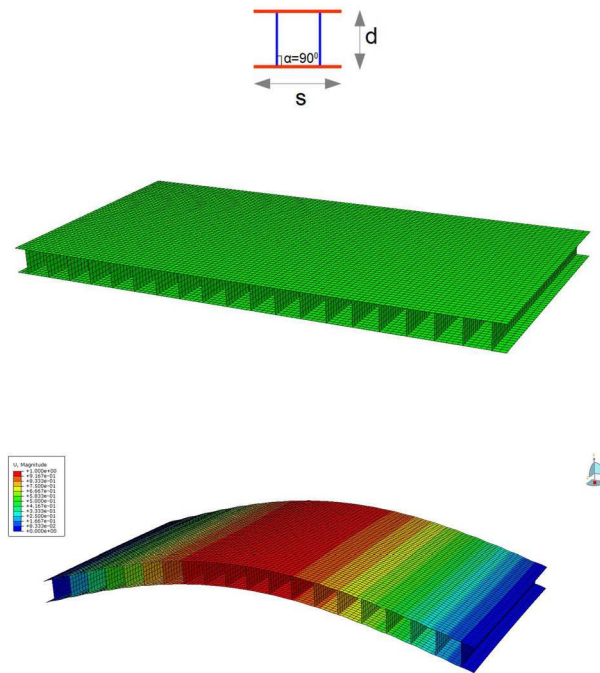 d
α=90⁰
s
U, Magnitude
+1.000e+00
+9.167e-01
+8.333e-01
+7.500e-01
+6.667e-01
+5.833e-01
+5.000e-01
+4.167e-01
+3.333e-01
+2.500e-01
+1.667e-01
+8.333e-02
+0.000e+00